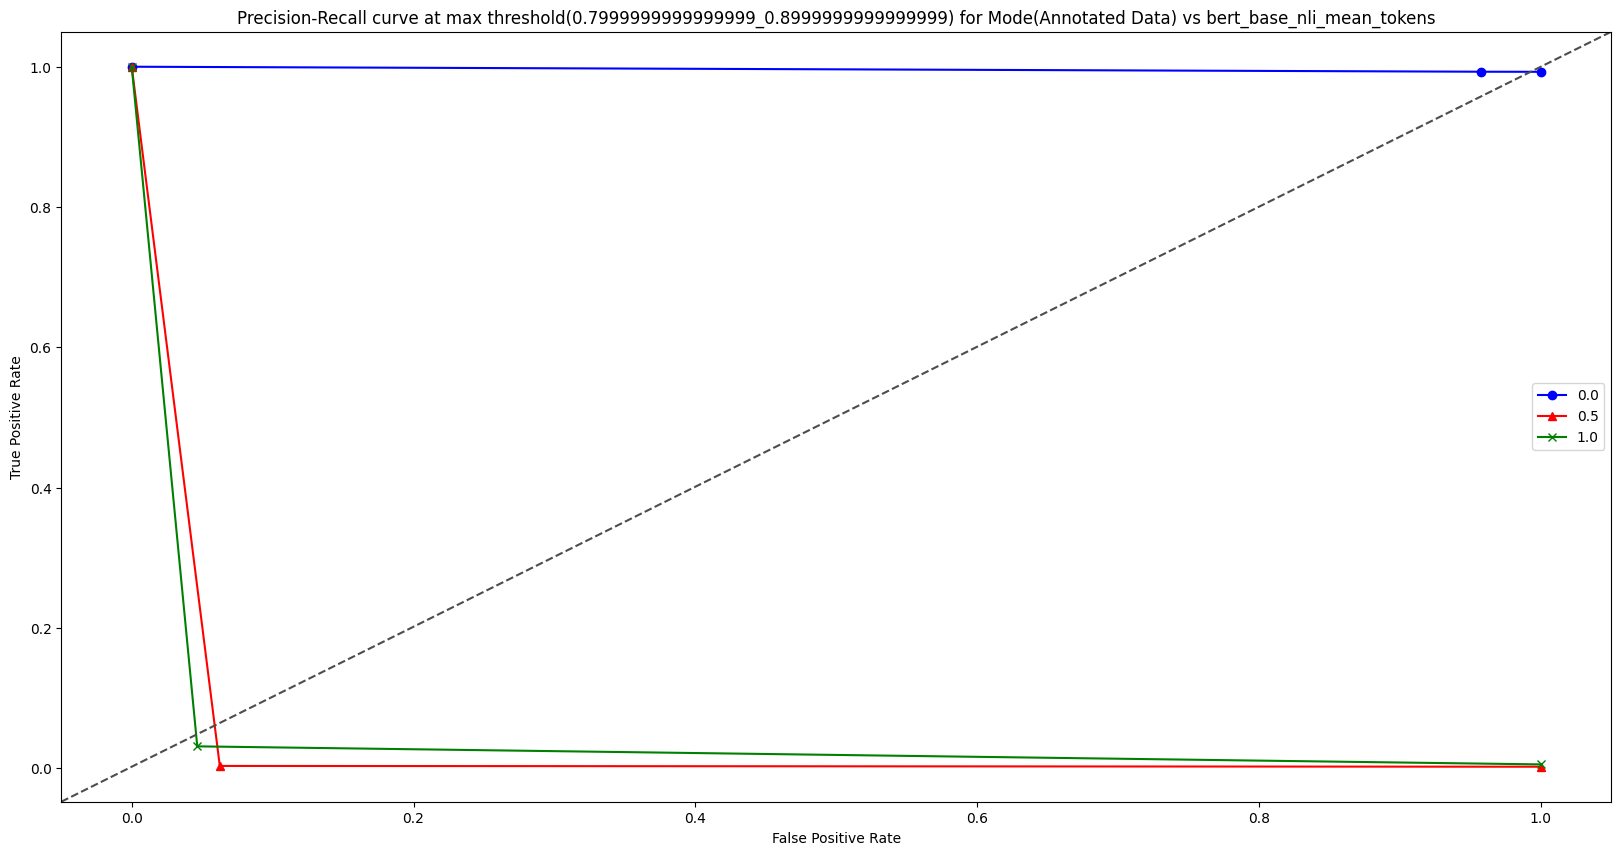 Precision-Recall curve at max threshold(0.7999999999999999_0.8999999999999999) for Mode(Annotated Data) vs bert_base_nli_mean_tokens
1.0
0.8
0.6
0.4
0.2
0.0
True Positive Rate
0.0
0.5
1.0
0.0 0.2 0.4 0.6 0.8 1.0
False Positive Rate